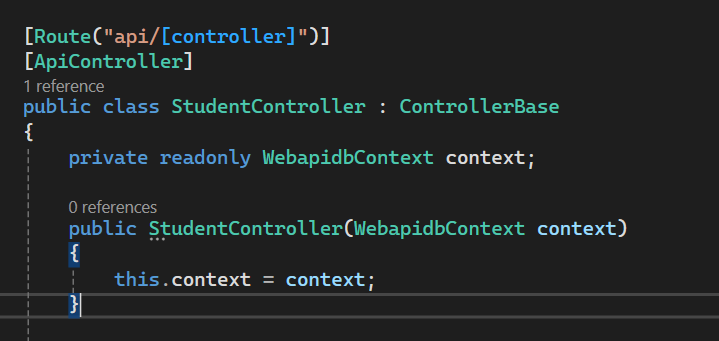 [Route("api/[controller]")]
[ApiController]
1 reference
public class StudentController : ControllerBase
{
private readonly WebapidbContext context;
0 references
public StudentController(WebapidbContext context)
{
this.context = context;
}